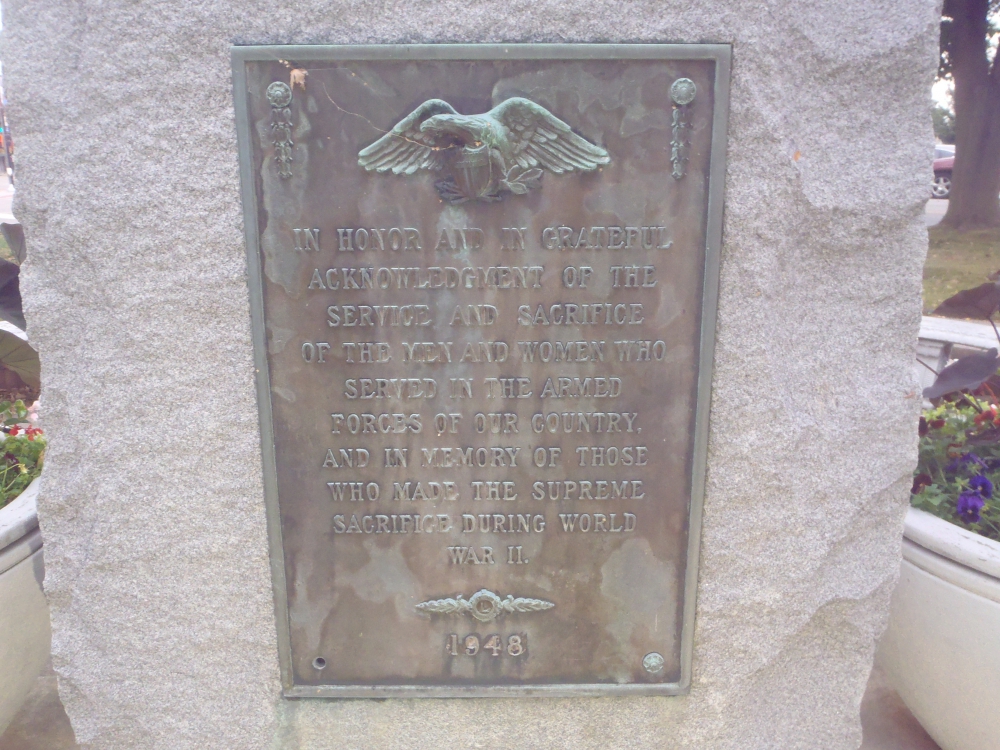 IN HONOR AND IN GRATEFUL
ACKNOWLEDGMENT OF THE
SERVICE AND SACRIFICE
OF THE MEN AND WOMEN WHO
SERVED IN THE ARMED
FORCES OF OUR COUNTRY,
AND IN MEMORY OF THOSE
WHO MADE THE SUPREME
SACRIFICE DURING WORLD
WAR II.
1948